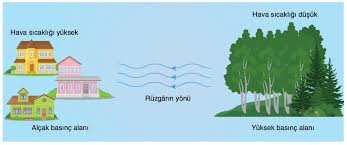 Hava sıcaklığı düşük
Hava sıcaklığı yüksek
Rüzgârın yönü
Alçak basınç alanı
Yüksek basınç alanı